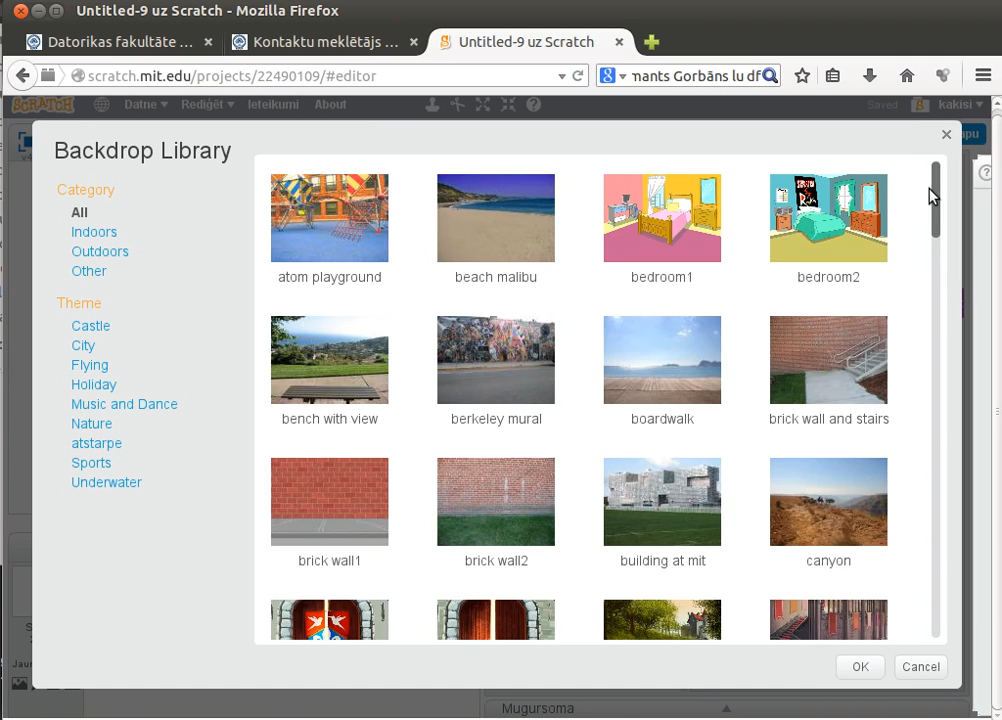 Untitled-9 uz Scratch - Mozilla Firefox
Datorikas fakultāte ...
Kontaktu meklētājs ...
Untitled-9 uz Scratch
scratch.mit.edu/projects/22490109/#editor
mants Gorbāns lu df
SCRATCH
Datne
Rediģēt
Ieteikumi
About
Saved
kakisi
apu
Backdrop Library
Category
All
Indoors
Outdoors
Other
Theme
Castle
City
Flying
Holiday
Music and Dance
Nature
atstarpe
Sports
Underwater
atom playground
beach malibu
bedroom1
bedroom2
bench with view
berkeley mural
boardwalk
brick wall and stairs
brick wall1
brick wall2
building at mit
canyon
OK
Cancel
Jaur
Mugursoma